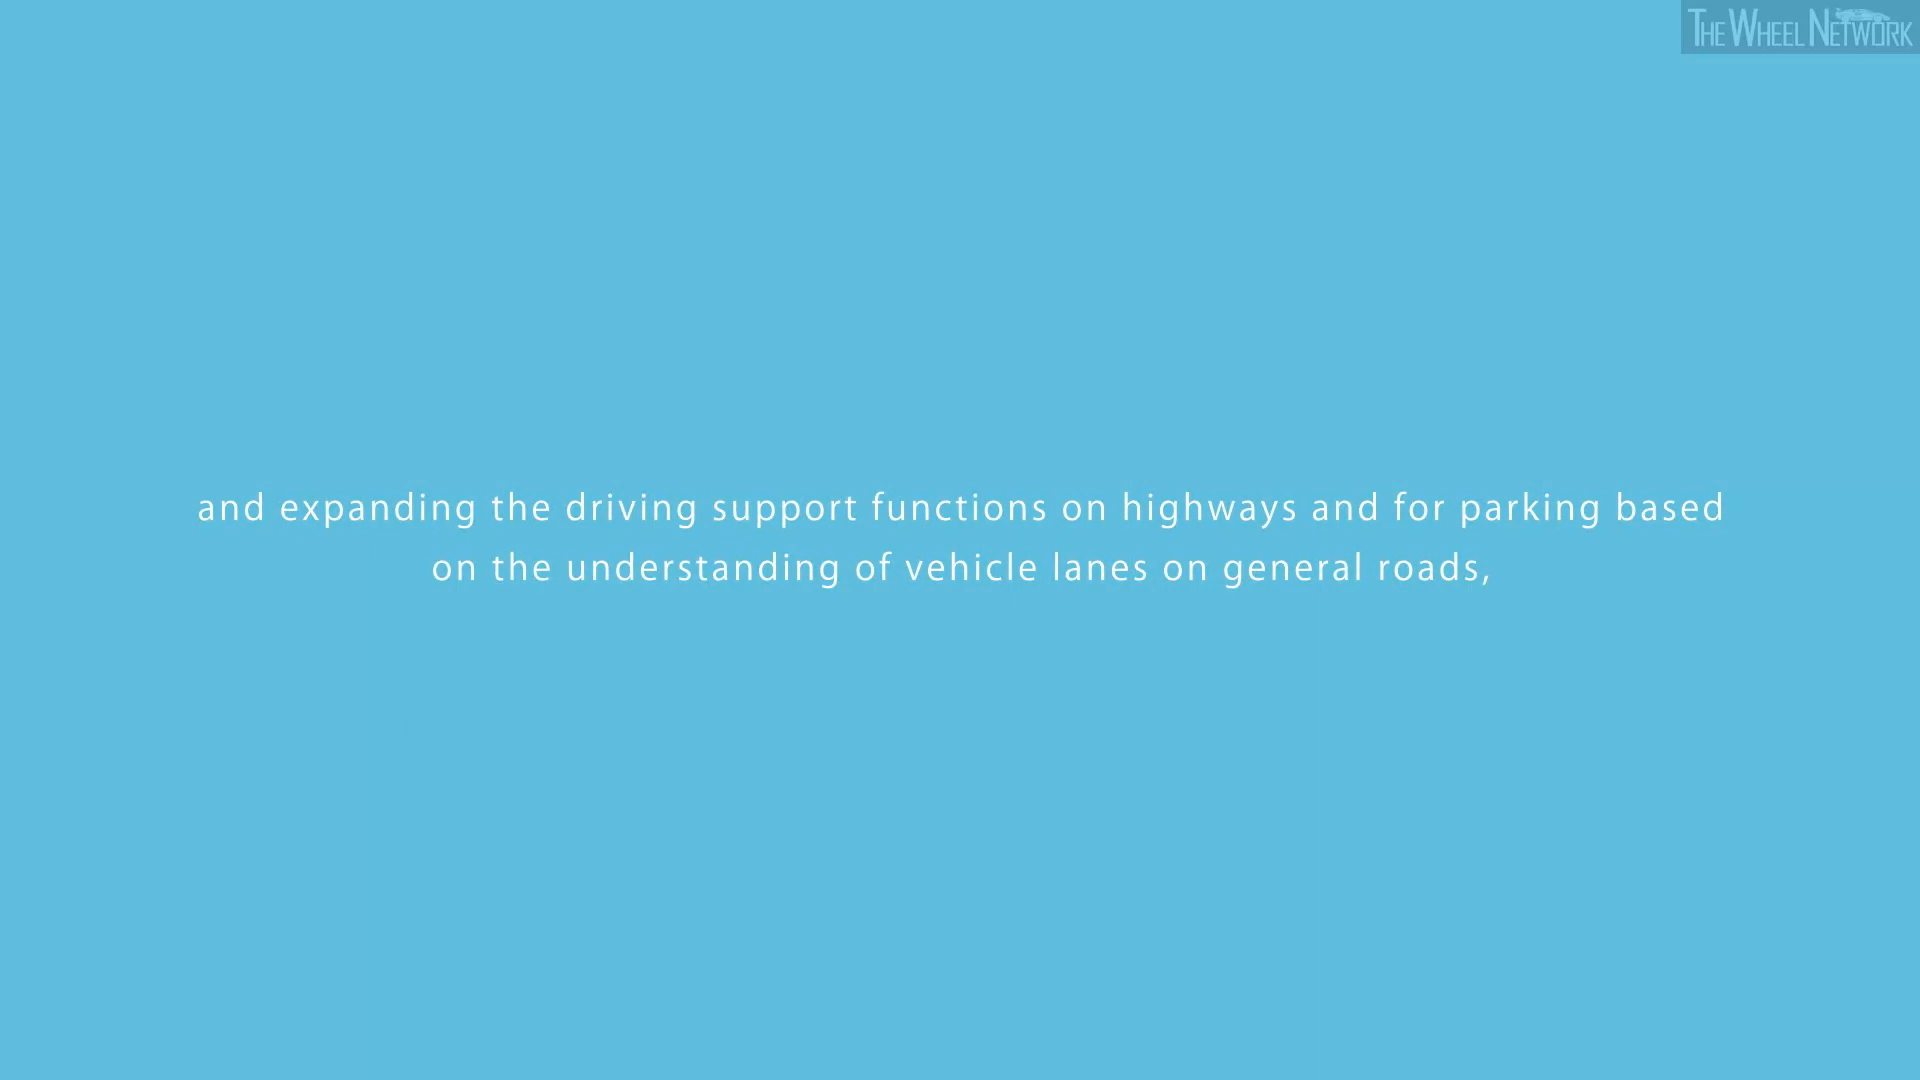 THE WHEEL NETWORK
and expanding the driving support functions on highways and for parking based
on the understanding of vehicle lanes on general roads,